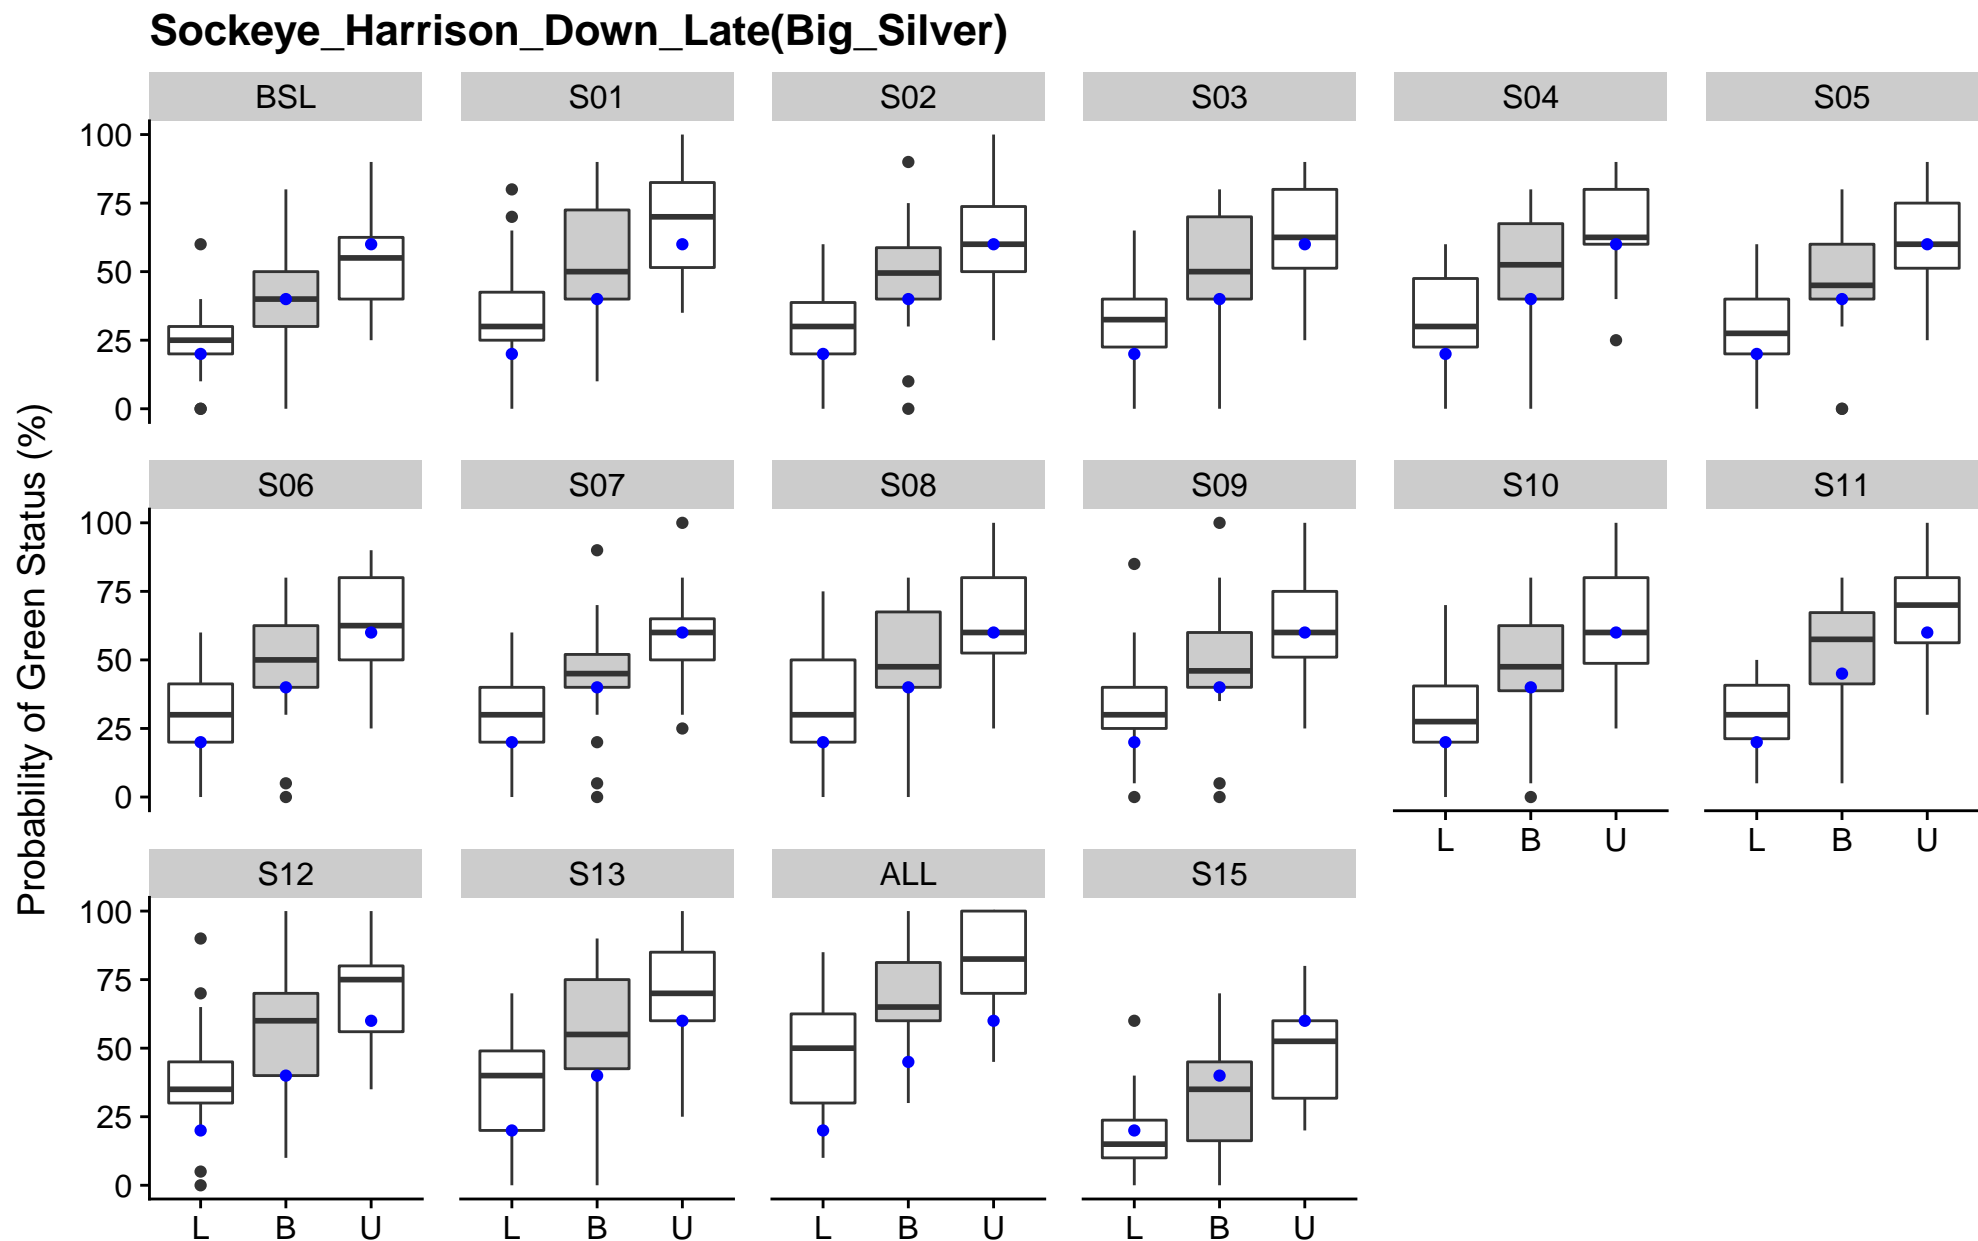 Sockeye_Harrison_Down_Late(Big_Silver)
BSL S01 S02 S03 S04 S05
100
75
50
25
0
S06 S07 S08 S09 S10 S11
100
75
50
25
0
L B U L B U
S12 S13 ALL S15
100
75
50
25
0
L B U L B U L B U L B U
Probability of Green Status (%)